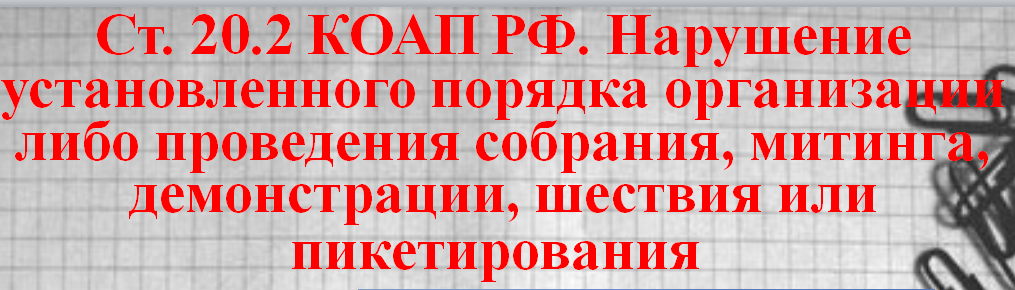 Ст. 20.2 КОАП РФ. Нарушение
установленного порядка организации
либо проведения собрания, митинга,
демонстрации, шествия или
пикетирования